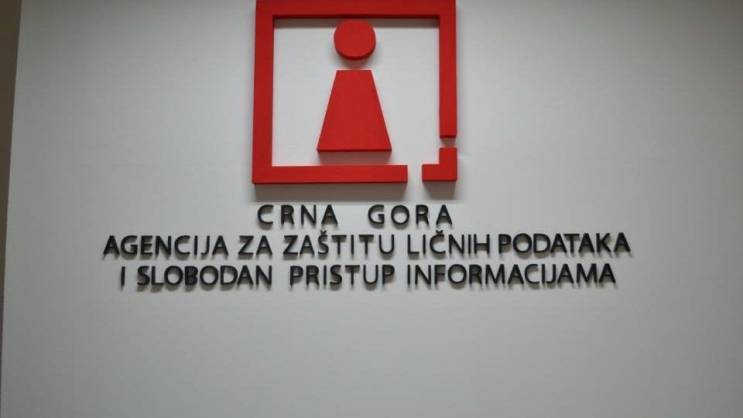 CRNA GORA
AGENCIJA ZA ZAŠTITU LIČNIH PODATAKA
I SLOBODAN PRISTUP INFORMACIJAMA